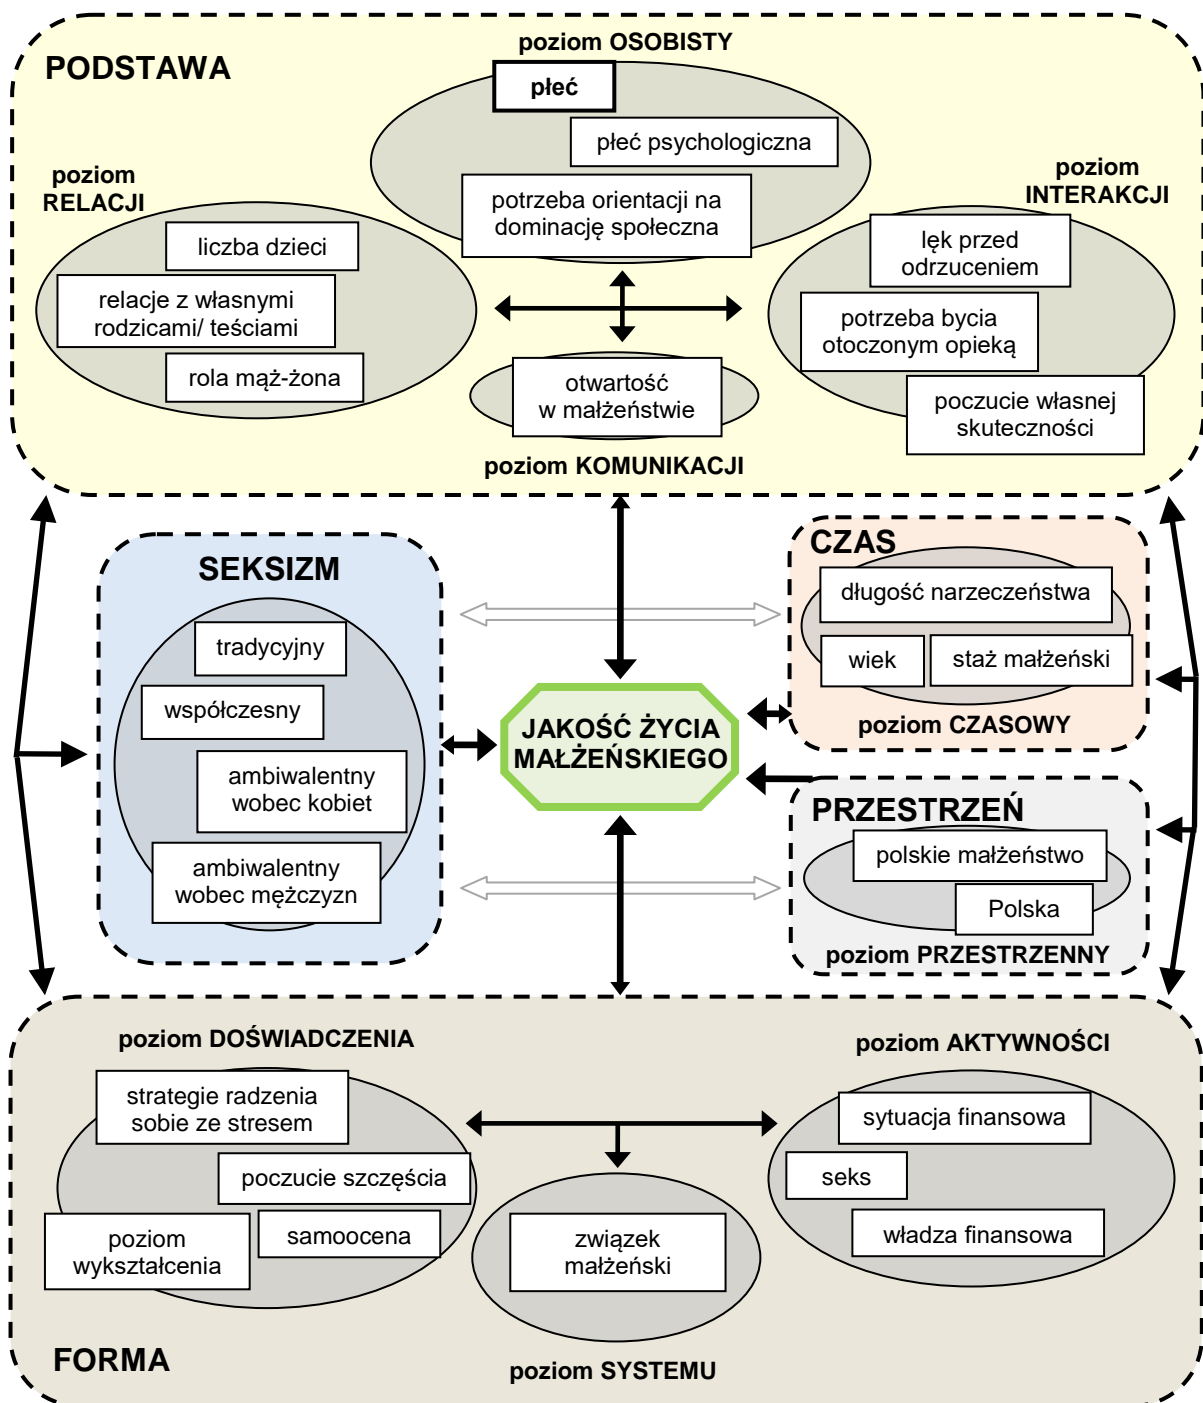 poziom OSOBISTY
PODSTAWA
płeć
płeć psychologiczna
potrzeba orientacji na
dominację społeczna
poziom
RELACJI
liczba dzieci
relacje z własnymi
rodzicami/ teściami
rola mąż-żona
poziom
INTERAKCJI
lęk przed
odrzuceniem
potrzeba bycia
otoczonym opieką
poczucie własnej
skuteczności
otwartość
w małżeństwie
poziom KOMUNIKACJI
SEKSIZM
tradycyjny
współczesny
ambiwalentny
wobec kobiet
ambiwalentny
wobec mężczyzn
JAKOŚĆ ŻYCIA
MAŁŻEŃSKIEGO
CZAS
długość narzeczeństwa
wiek
staż małżeński
poziom CZASOWY
PRZESTRZEŃ
polskie małżeństwo
Polska
poziom PRZESTRZENNY
poziom DOŚWIADCZENIA
strategie radzenia
sobie ze stresem
poczucie szczęścia
samoocena
poziom
wykształcenia
związek
małżeński
poziom SYSTEMU
poziom AKTYWNOŚCI
sytuacja finansowa
seks
władza finansowa
FORMA